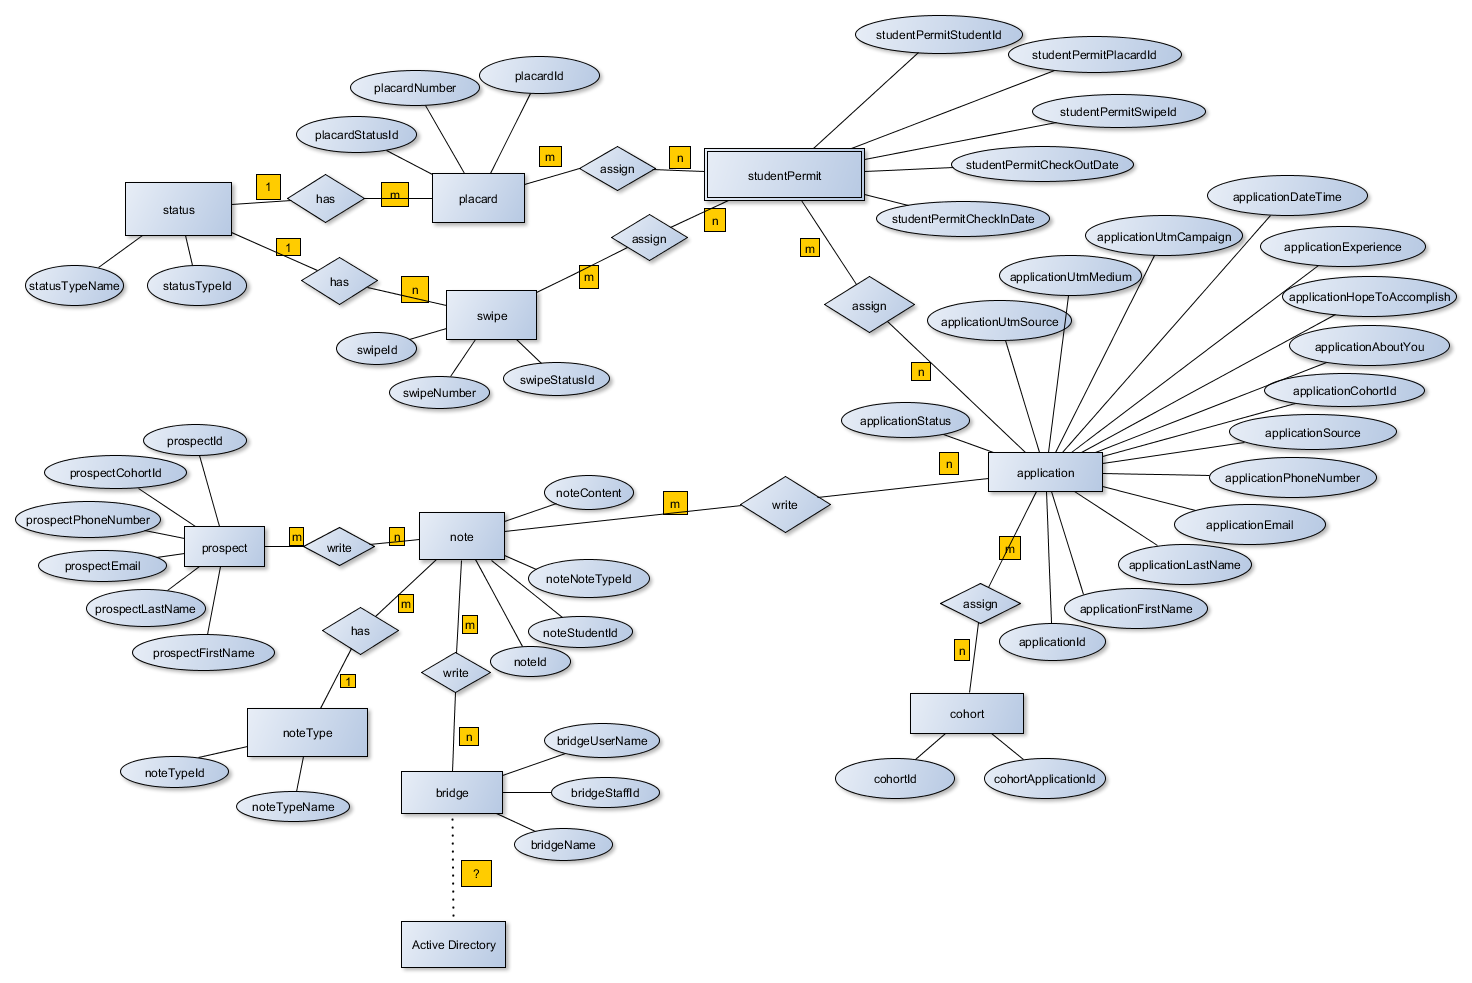 studentPermitStudentId
studentPermitPlacardId
placardId
placardNumber
studentPermitSwipeId
placardStatusId
m
n
assign
studentPermitCheckOutDate
studentPermit
1
m
has
placard
status
applicationDateTime
n
studentPermitCheckInDate
assign
applicationUtmCampaign
1
m
applicationExperience
has
m
applicationUtmMedium
statusTypeName
statusTypeId
n
applicationHopeToAccomplish
assign
swipe
applicationUtmSource
applicationAboutYou
swipeId
n
swipeStatusId
swipeNumber
applicationCohortId
applicationStatus
applicationSource
prospectId
n
prospectCohortId
application
applicationPhoneNumber
noteContent
m
write
prospectPhoneNumber
applicationEmail
m
n
note
prospect
write
m
prospectEmail
noteNoteTypeId
applicationLastName
prospectLastName
m
assign
applicationFirstName
m
has
noteStudentId
applicationId
prospectFirstName
n
noteId
write
1
cohort
noteType
n
bridgeUserName
noteTypeId
cohortId
cohortApplicationId
bridge
bridgeStaffId
noteTypeName
bridgeName
?
Active Directory